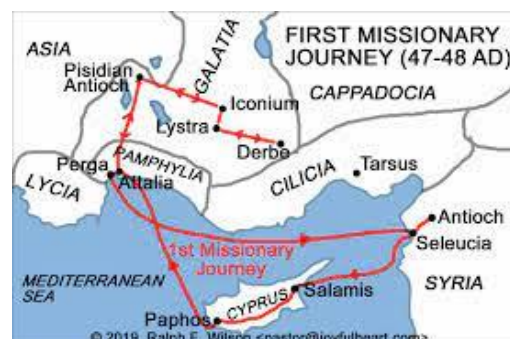 FIRST MISSIONARY
JOURNEY (47-48 AD)
ASIA
GALATIA
Pisidian
Antioch
CAPPADOCIA
Iconium
Lystra
Derbe
PAMPHYLIA
Perga
Attalia
LYCIA
CILICIA
Tarsus
Antioch
Seleucia
1st Missionary
Journey
MEDITERRANEAN
SEA
SYRIA
CYPRUS
Salamis
Paphos
© 2019, Ralph F. Wilson <pastor@joyfulheart.com>